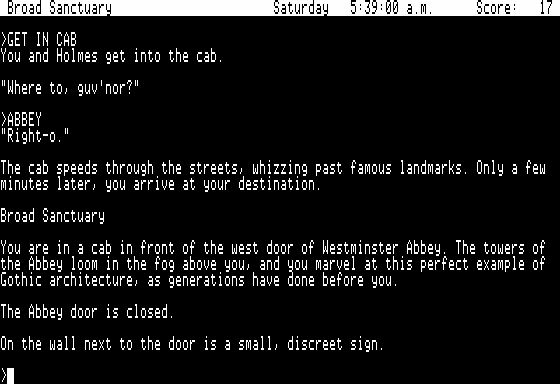 Broad Sanctuary Saturday 5:39:00 a.m. Score: 17
>GET IN CAB
You and Holmes get into the cab.
"Where to, guv'nor?"
>ABBEY
"Right-o."
The cab speeds through the streets, whizzing past famous landmarks. Only a few
minutes later, you arrive at your destination.
Broad Sanctuary
You are in a cab in front of the west door of Westminster Abbey. The towers of
the Abbey loom in the fog above you, and you marvel at this perfect example of
Gothic architecture, as generations have done before you.
The Abbey door is closed.
On the wall next to the door is a small, discreet sign.
>